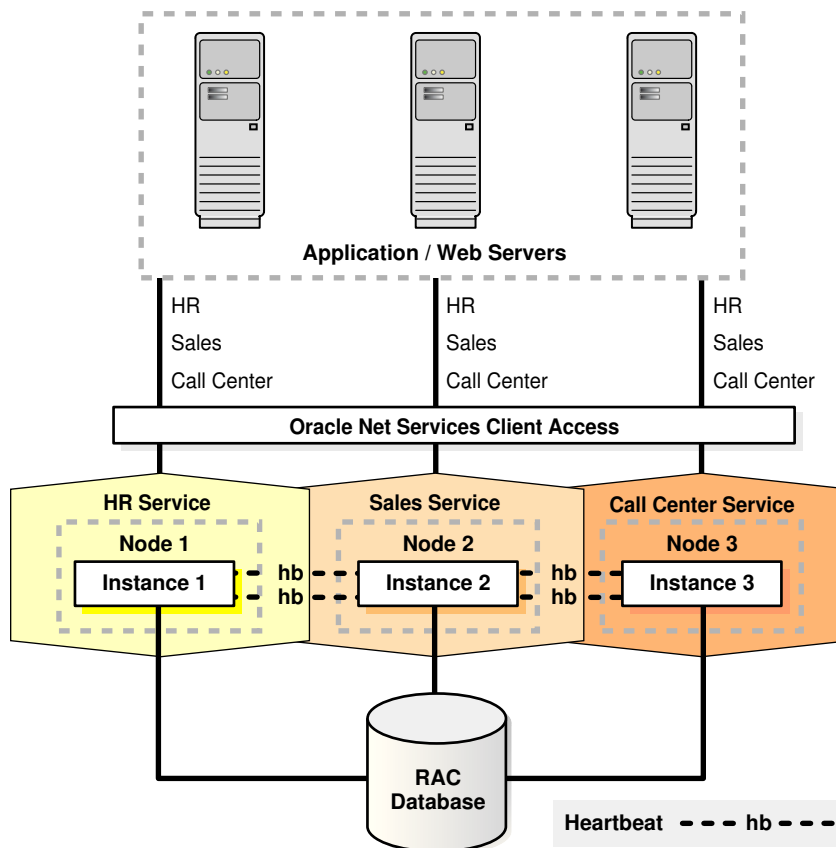 Application / Web Servers
HR
Sales
Call Center
HR
Sales
Call Center
HR
Sales
Call Center
Oracle Net Services Client Access
HR Service
Sales Service
Call Center Service
Node 1
Node 2
Node 3
Instance 1
hb
hb
Instance 2
hb
hb
Instance 3
RAC
Database
Heartbeat hb